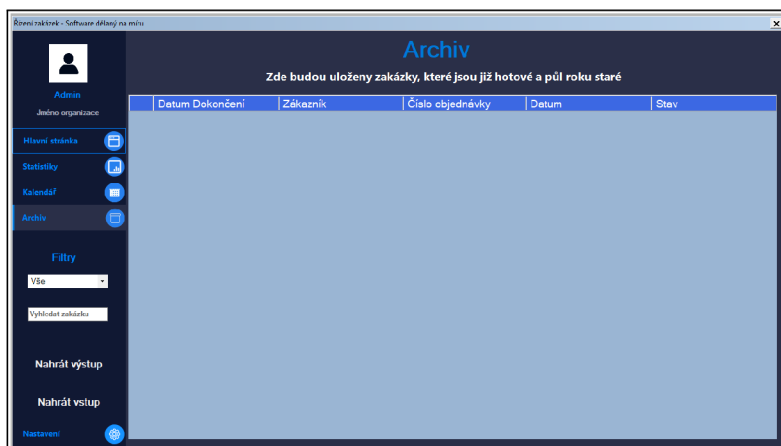 Řízení zakázek - Software dělaný na míru
Admin
Jméno organizace
Hlavní stránka
Statistiky
Kalendář
Archiv
Filtry
Vše
Vyhledat zakázku
Nahrát výstup
Nahrát vstup
Nastavení
Archiv
Zde budou uloženy zakázky, které jsou již hotové a půl roku staré
Datum Dokončení Zákazník Číslo objednávky Datum Stav